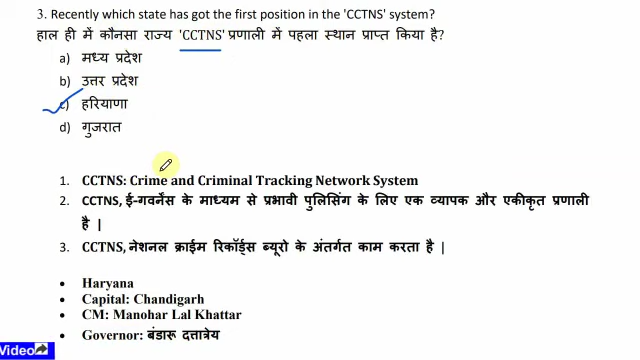 3. Recently which state has got the first position in the 'CCTNS' system?
हाल ही में कौनसा राज्य 'CCTNS' प्रणाली में पहला स्थान प्राप्त किया है?
a) मध्य प्रदेश
b) उत्तर प्रदेश
c) हरियाणा
d) गुजरात
1. CCTNS: Crime and Criminal Tracking Network System
2. CCTNS, ई-गवर्नेंस के माध्यम से प्रभावी पुलिसिंग के लिए एक व्यापक और एकीकृत प्रणाली
है |
3. CCTNS, नेशनल क्राईम रिकॉर्ड्स ब्यूरो के अंतर्गत काम करता है |
• Haryana
• Capital: Chandigarh
• CM: Manohar Lal Khattar
• Governor: बंडारू दत्तात्रेय
Video